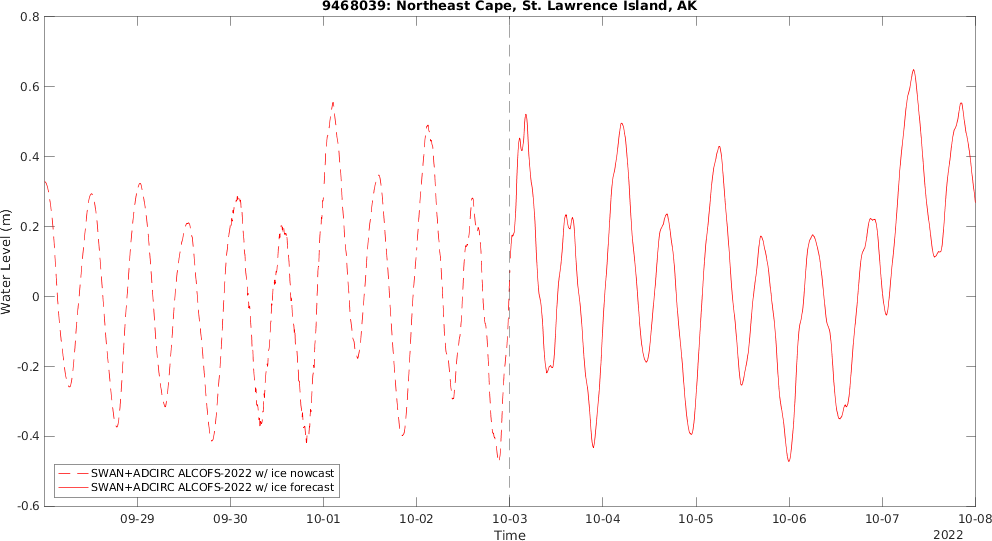 9468039: Northeast Cape, St. Lawrence Island, AK
0.8
0.6
0.4
0.2
0
-0.2
-0.4
-0.6
Water Level (m)
SWAN+ADCIRC ALCOFS-2022 w/ ice nowcast
SWAN+ADCIRC ALCOFS-2022 w/ ice forecast
09-29 09-30 10-01 10-02 10-03 10-04 10-05 10-06 10-07 10-08
Time
2022